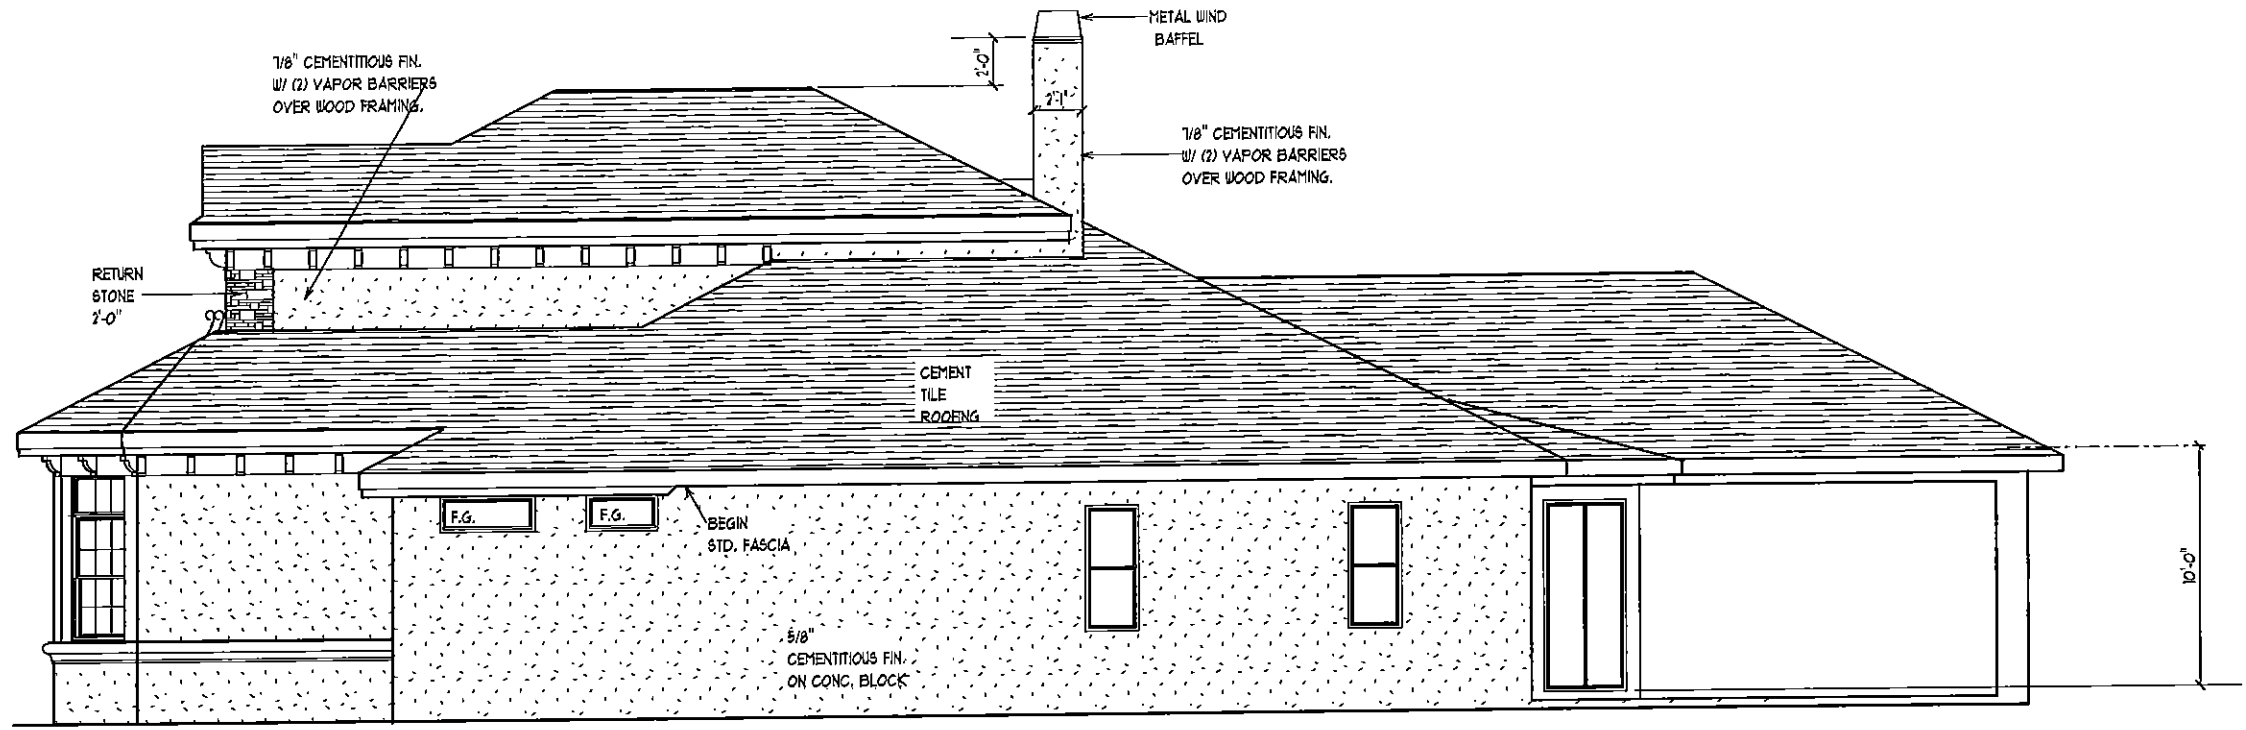 METAL WIND
BAFFEL
7/8" CEMENTITIOUS FIN.
W/ (2) VAPOR BARRIERS
OVER WOOD FRAMING.
2'-0"
2'-1"
7/8" CEMENTITIOUS FIN.
W/ (2) VAPOR BARRIERS
OVER WOOD FRAMING.
RETURN
STONE
2'-0"
CEMENT
TILE
ROOFING
F.G.
F.G.
BEGIN
STD. FASCIA
10'-0"
5/8"
CEMENTITIOUS FIN.
ON CONC. BLOCK